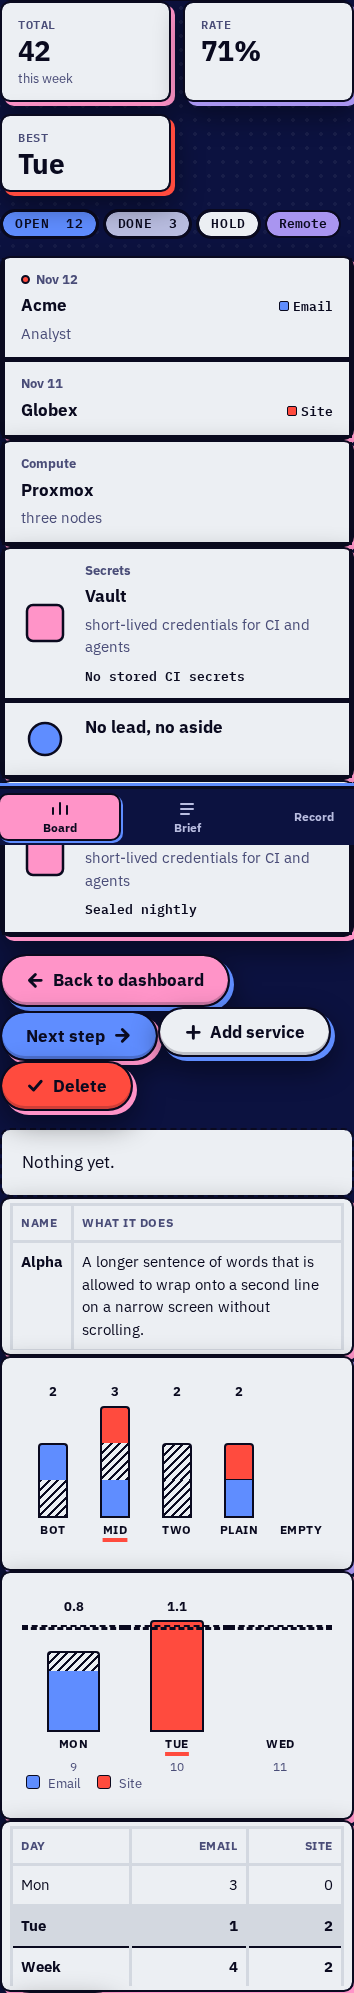 TOTAL
42
this week
RATE
71%
BEST
Tue
OPEN 12
DONE 3
HOLD
Remote
Nov 12
Acme
Email
Analyst
Nov 11
Globex
Site
Compute
Proxmox
three nodes
Secrets
Vault
short-lived credentials for CI and
agents
No stored CI secrets
No lead, no aside
Board
Brief
Record
short-lived credentials for CI and
agents
Sealed nightly
Back to dashboard
Next step
Add service
Delete
Nothing yet.
NAME
WHAT IT DOES
Alpha
A longer sentence of words that is
allowed to wrap onto a second line
on a narrow screen without
scrolling.
2
3
2
2
BOT
MID
TWO
PLAIN
EMPTY
0.8
1.1
MON
TUE
WED
9
10
11
Email
Site
DAY
EMAIL
SITE
Mon
3
0
Tue
1
2
Week
4
2